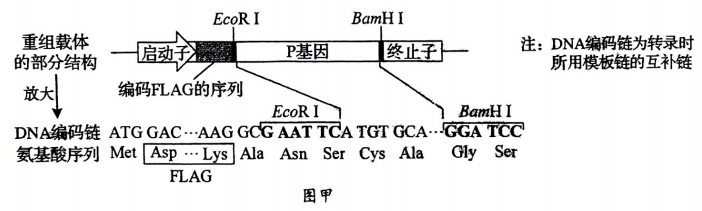 EcoR I BamH I
重组载体的部分结构
启动子 P基因 终止子
注：DNA编码链为转录时所用模板链的互补链
编码FLAG的序列
放大
EcoR I BamH I
DNA编码链 ATG GAC···AAG GCG AAT TCA TGT GCA···GGA TCC
氨基酸序列 Met Asp ··· Lys Ala Asn Ser Cys Ala Gly Ser
FLAG
图甲